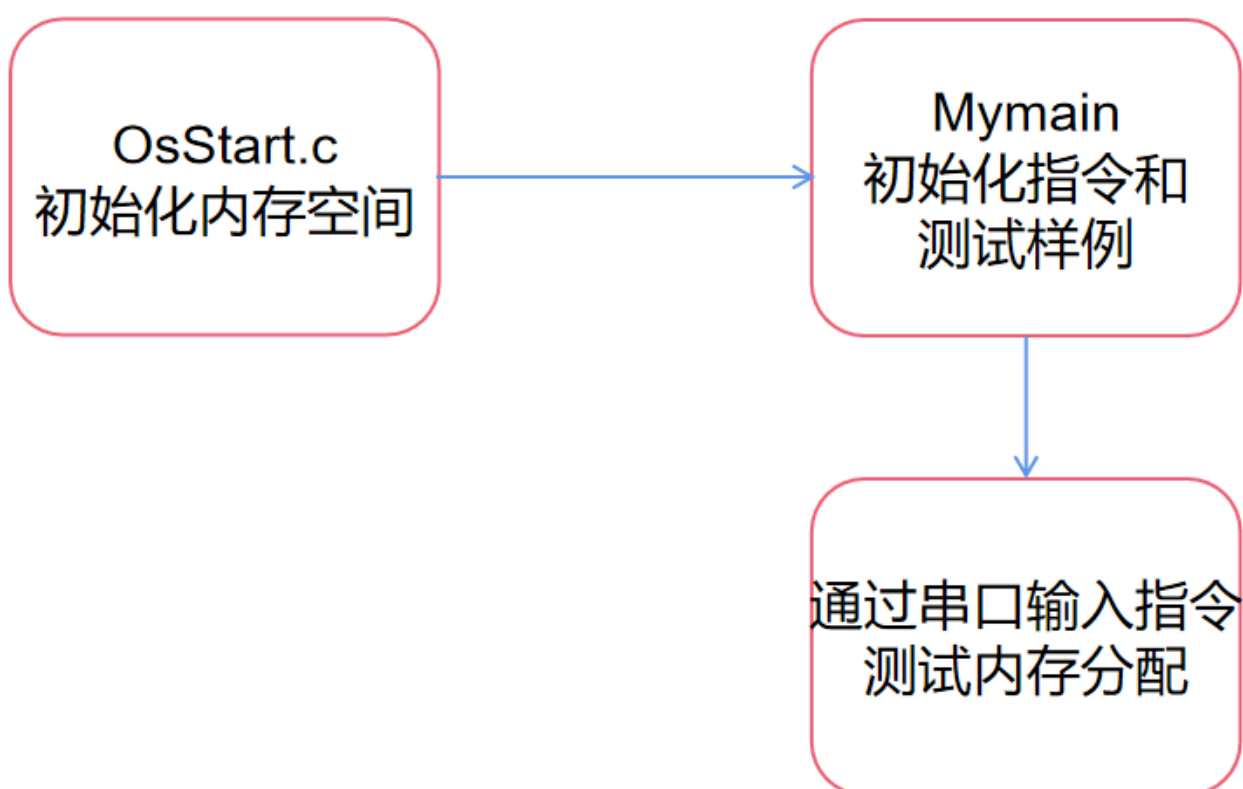 OsStart.c
初始化内存空间
Mymain
初始化指令和
测试样例
通过串口输入指令
测试内存分配